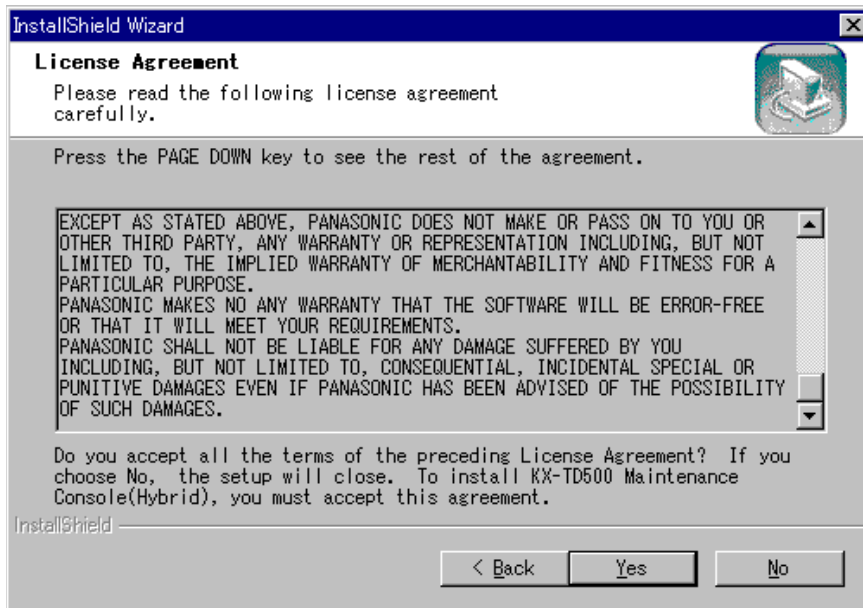 InstallShield Wizard
License Agreement
Please read the following license agreement
carefully.
Press the PAGE DOWN key to see the rest of the agreement.
EXCEPT AS STATED ABOVE, PANASONIC DOES NOT MAKE OR PASS ON TO YOU OR
OTHER THIRD PARTY, ANY WARRANTY OR REPRESENTATION INCLUDING, BUT NOT
LIMITED TO, THE IMPLIED WARRANTY OF MERCHANTABILITY AND FITNESS FOR A
PARTICULAR PURPOSE.
PANASONIC MAKES NO ANY WARRANTY THAT THE SOFTWARE WILL BE ERROR-FREE
OR THAT IT WILL MEET YOUR REQUIREMENTS.
PANASONIC SHALL NOT BE LIABLE FOR ANY DAMAGE SUFFERED BY YOU
INCLUDING, BUT NOT LIMITED TO, CONSEQUENTIAL, INCIDENTAL SPECIAL OR
PUNITIVE DAMAGES EVEN IF PANASONIC HAS BEEN ADVISED OF THE POSSIBILITY
OF SUCH DAMAGES.
Do you accept all the terms of the preceding License Agreement?  If you
choose No,  the setup will close.  To install KX-TD500 Maintenance
Console(Hybrid), you must accept this agreement.
InstallShield
< Back Yes No